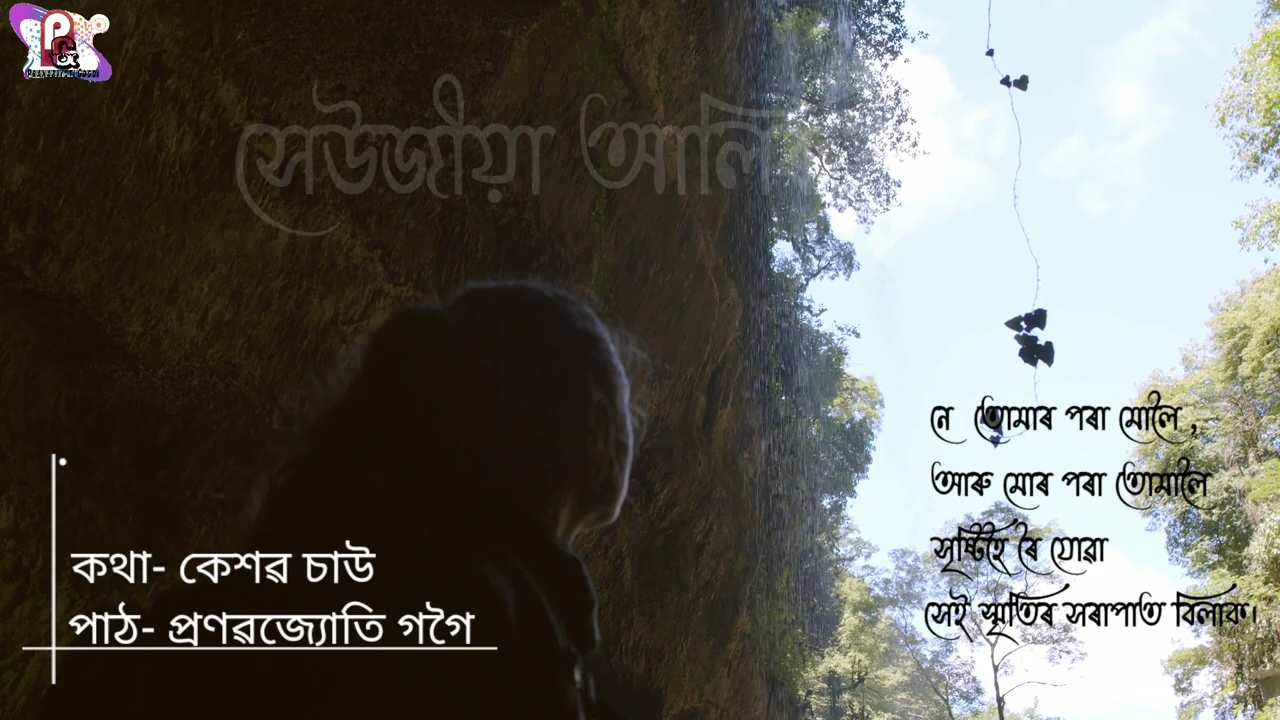 সেউজীয়া আলি
নে তোমাৰ পৰা মোলৈ,
আৰু মোৰ পৰা তোমালৈ
সৃষ্টিহৈ ৰৈ যোৱা
সেই স্মৃতিৰ সৰাপাত বিলাক।
কথা- কেশৱ চাউ
পাঠ- প্ৰণৱজ্যোতি গগৈ